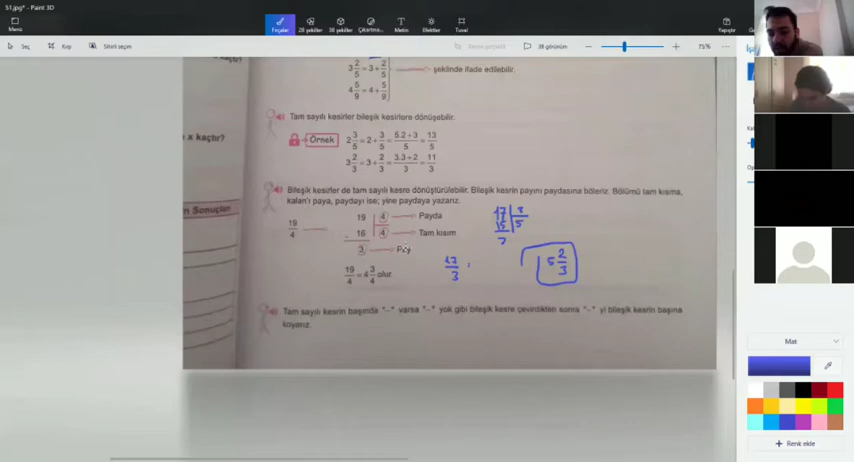 S1.jpg* - Paint 3D
Menü
Fırçalar
2B şekiller
3B şekiller
Metin
Efektler
Tuval
Yapıştır
Seç
Kırp
Sihirli seçim
3B görünüm
75%
3 2/5 = 3 + 2/5
şeklinde ifade edilebilir.
4 5/9 = 4 + 5/9
Tam sayılı kesirler bileşik kesirlere dönüşebilir.
x kaçtır?
Örnek
2 3/5 = 2 + 3/5 = 5.2+3/5 = 13/5
3 2/3 = 3 + 2/3 = 3.3+2/3 = 11/3
Bileşik kesirler de tam sayılı kesre dönüştürülebilir. Bileşik kesrin payını paydasına böleriz. Bölümü tam kısma,
kalan'ı paya, paydayı ise; yine paydaya yazarız.
Sonuçları
19/4
19 4 Payda
- 16 4 Tam kısım
3 Pay
19/4 = 4 3/4 olur.
17 3
15 5
2
17/3 =
5 2/3
Tam sayılı kesrin başında "–" varsa "–" yok gibi bileşik kesre çevirdikten sonra "–" yi bileşik kesrin başına
koyarız.
Mat
Renk ekle